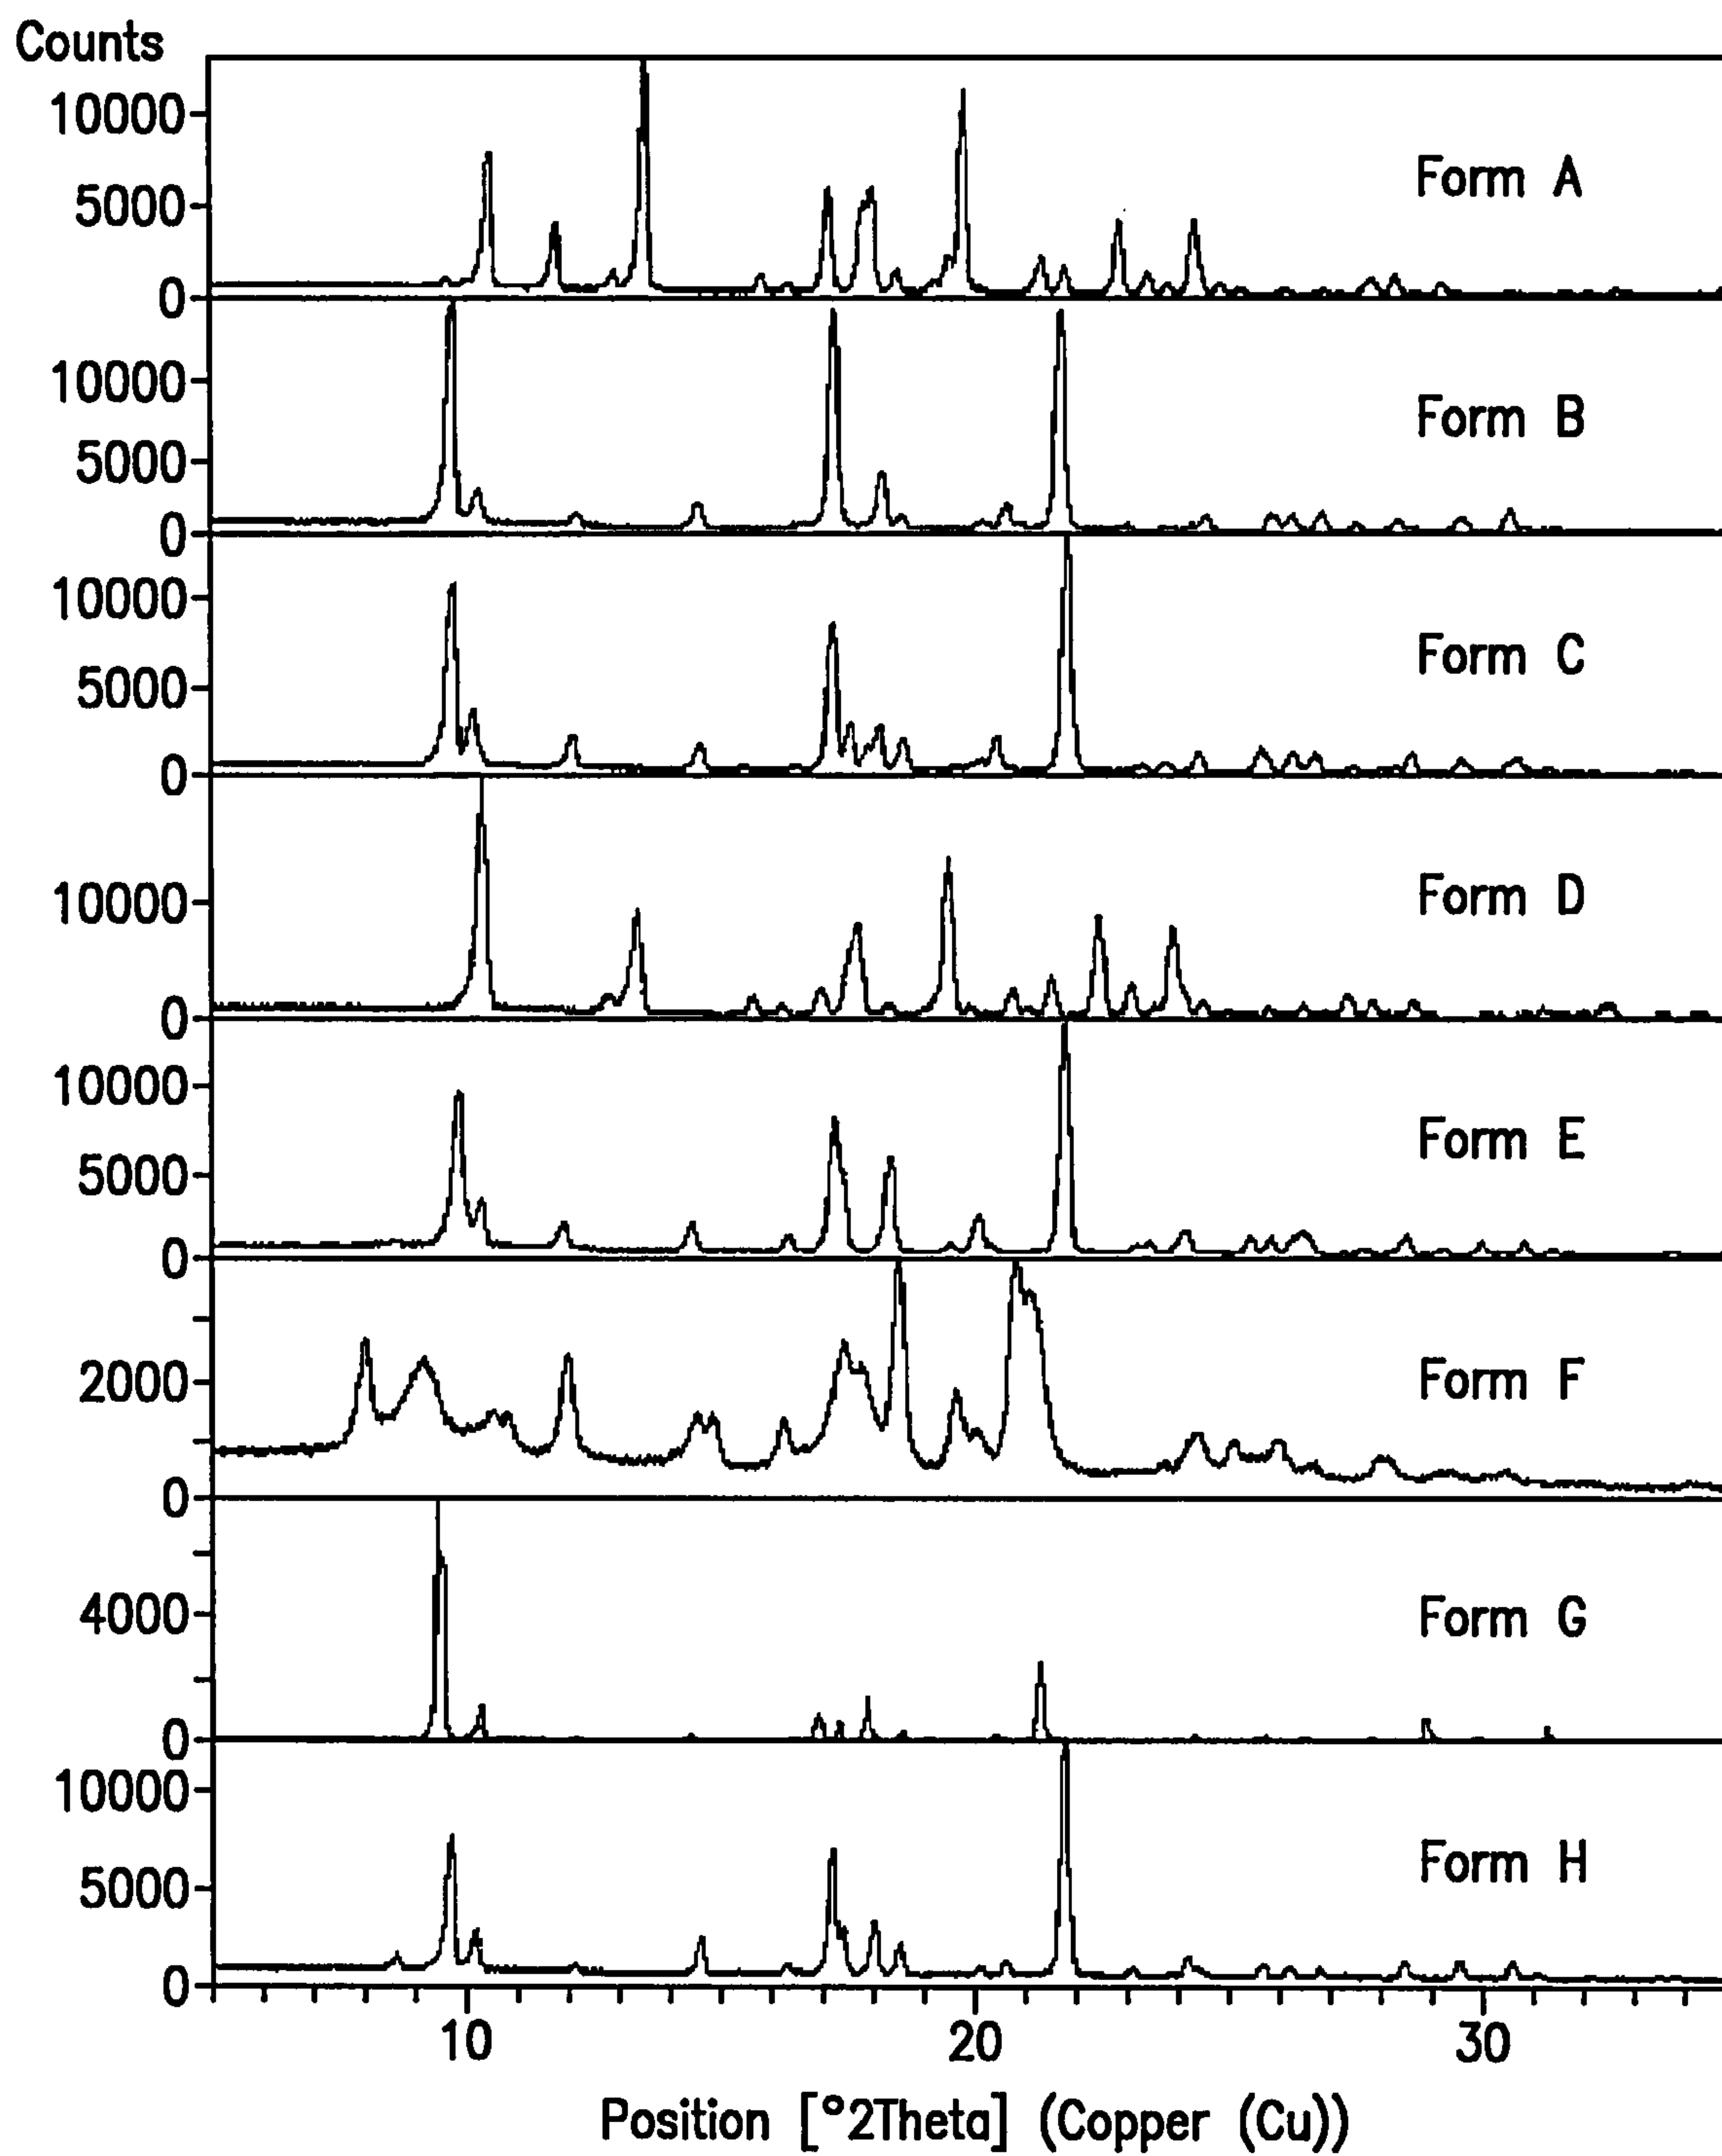 Counts
10000
5000
0
Form A
10000
5000
0
Form B
10000
5000
0
Form C
10000
0
Form D
10000
5000
0
Form E
2000
0
Form F
4000
0
Form G
10000
5000
0
Form H
10 20 30
Position [°2Theta] (Copper (Cu))